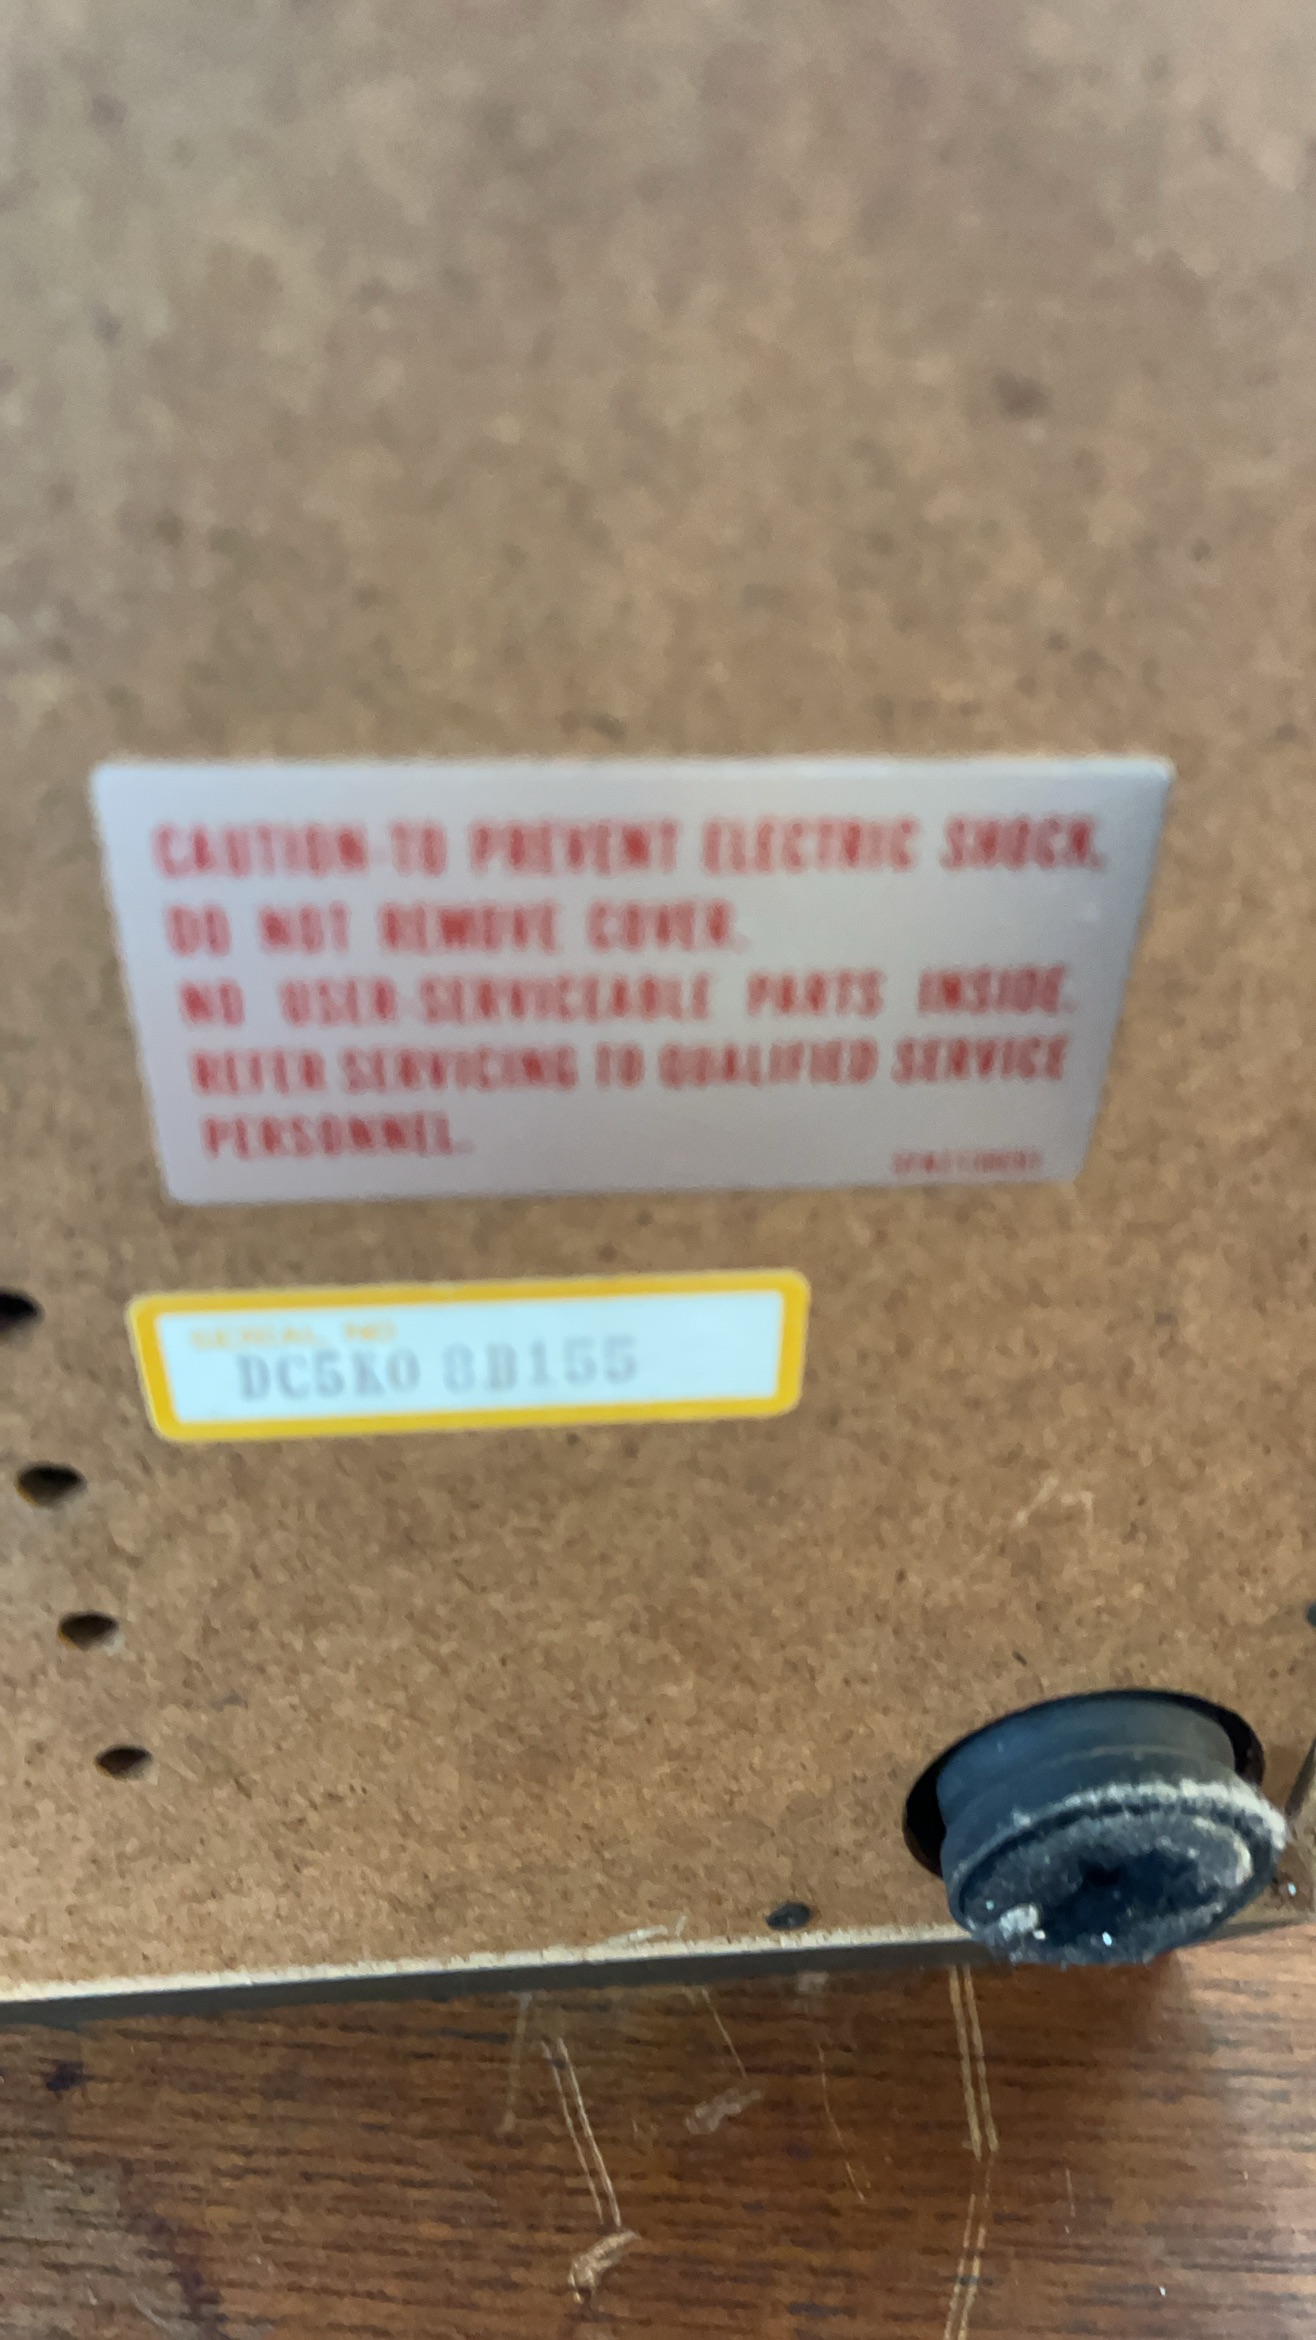 CAUTION-TO PREVENT ELECTRIC SHOCK,
DO NOT REMOVE COVER.
NO USER-SERVICEABLE PARTS INSIDE.
REFER SERVICING TO QUALIFIED SERVICE
PERSONNEL.
SERIAL NO
DC5K0 8B155